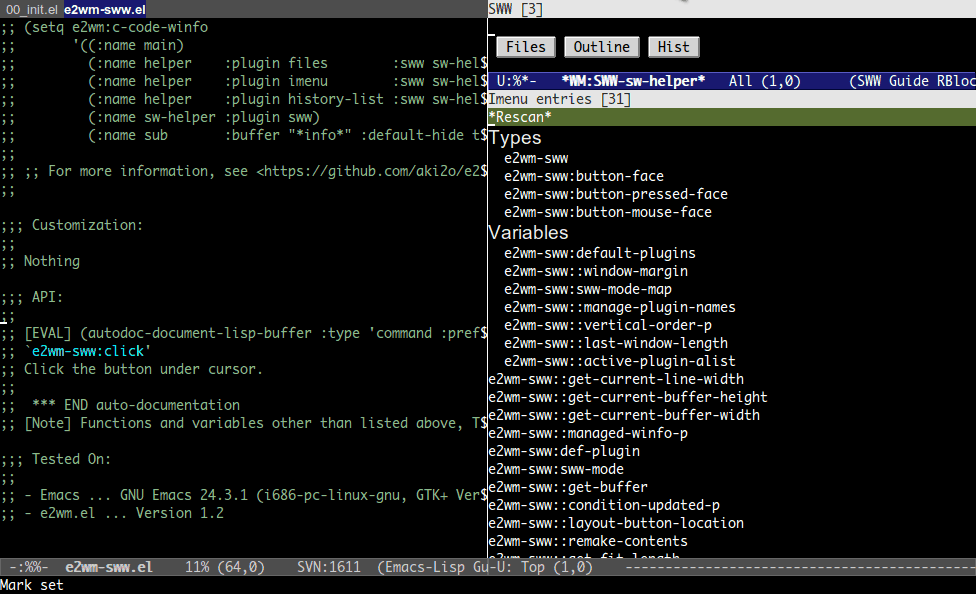 00_init.el e2wm-sww.el
;; (setq e2wm:c-code-winfo
;;       '((:name main)
;;         (:name helper    :plugin files        :sww sw-hel$
;;         (:name helper    :plugin imenu        :sww sw-hel$
;;         (:name helper    :plugin history-list :sww sw-hel$
;;         (:name sw-helper :plugin sww)
;;         (:name sub       :buffer "*info*" :default-hide t$
;;
;; ;; For more information, see <https://github.com/aki2o/e2$
;;
;;; Customization:
;;
;; Nothing
;;; API:
;;
;; [EVAL] (autodoc-document-lisp-buffer :type 'command :pref$
;; `e2wm-sww:click'
;; Click the button under cursor.
;;
;;  *** END auto-documentation
;; [Note] Functions and variables other than listed above, T$
;;; Tested On:
;;
;; - Emacs ... GNU Emacs 24.3.1 (i686-pc-linux-gnu, GTK+ Ver$
;; - e2wm.el ... Version 1.2
SWW [3]
Files Outline Hist
U:%*-   *WM:SWW-sw-helper*   All (1,0)      (SWW Guide RBloc
Imenu entries [31]
*Rescan*
Types
e2wm-sww
e2wm-sww:button-face
e2wm-sww:button-pressed-face
e2wm-sww:button-mouse-face
Variables
e2wm-sww:default-plugins
e2wm-sww::window-margin
e2wm-sww:sww-mode-map
e2wm-sww::manage-plugin-names
e2wm-sww::vertical-order-p
e2wm-sww::last-window-length
e2wm-sww::active-plugin-alist
e2wm-sww::get-current-line-width
e2wm-sww::get-current-buffer-height
e2wm-sww::get-current-buffer-width
e2wm-sww::managed-winfo-p
e2wm-sww:def-plugin
e2wm-sww:sww-mode
e2wm-sww::get-buffer
e2wm-sww::condition-updated-p
e2wm-sww::layout-button-location
e2wm-sww::remake-contents
e2wm-sww::get-fit-length
-:%%-  e2wm-sww.el    11% (64,0)    SVN:1611  (Emacs-Lisp Gu-U: Top (1,0)    --------------------------------------------
Mark set